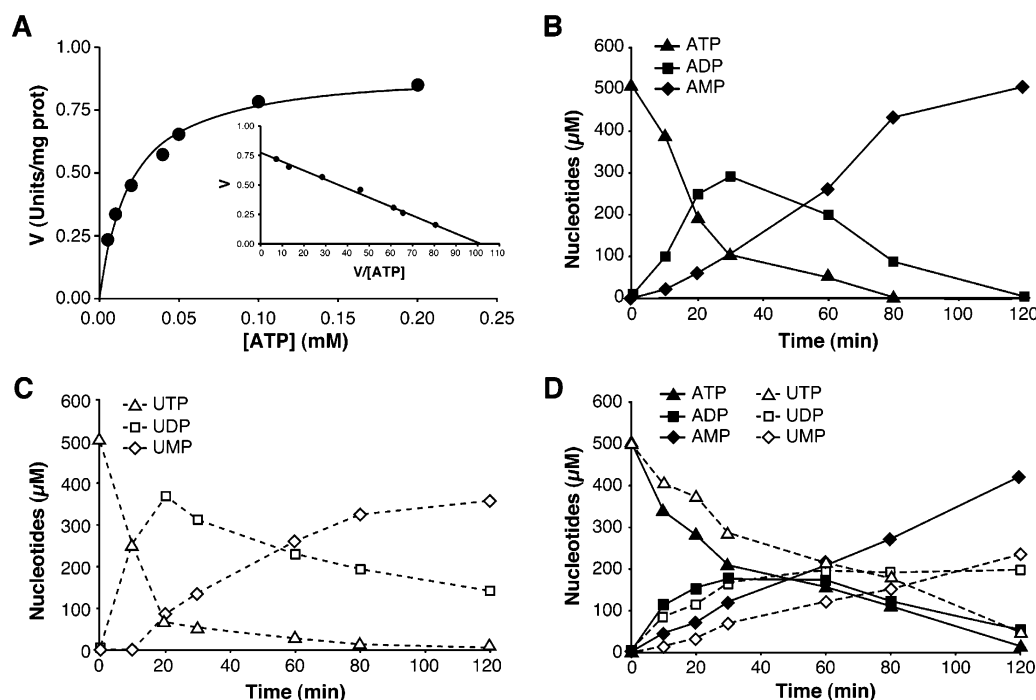 A
1.00
0.75
0.50
0.25
0.00
V (Units/mg prot)
0.00 0.05 0.10 0.15 0.20 0.25
[ATP] (mM)
1.00
0.75
0.50
0.25
0.00
V
0 10 20 30 40 50 60 70 80 90 100 110
V/[ATP]
B
ATP
ADP
AMP
600
500
400
300
200
100
0
Nucleotides (µM)
0 20 40 60 80 100 120
Time (min)
C
UTP
UDP
UMP
600
500
400
300
200
100
0
Nucleotides (µM)
0 20 40 60 80 100 120
Time (min)
D
ATP UTP
ADP UDP
AMP UMP
600
500
400
300
200
100
0
Nucleotides (µM)
0 20 40 60 80 100 120
Time (min)